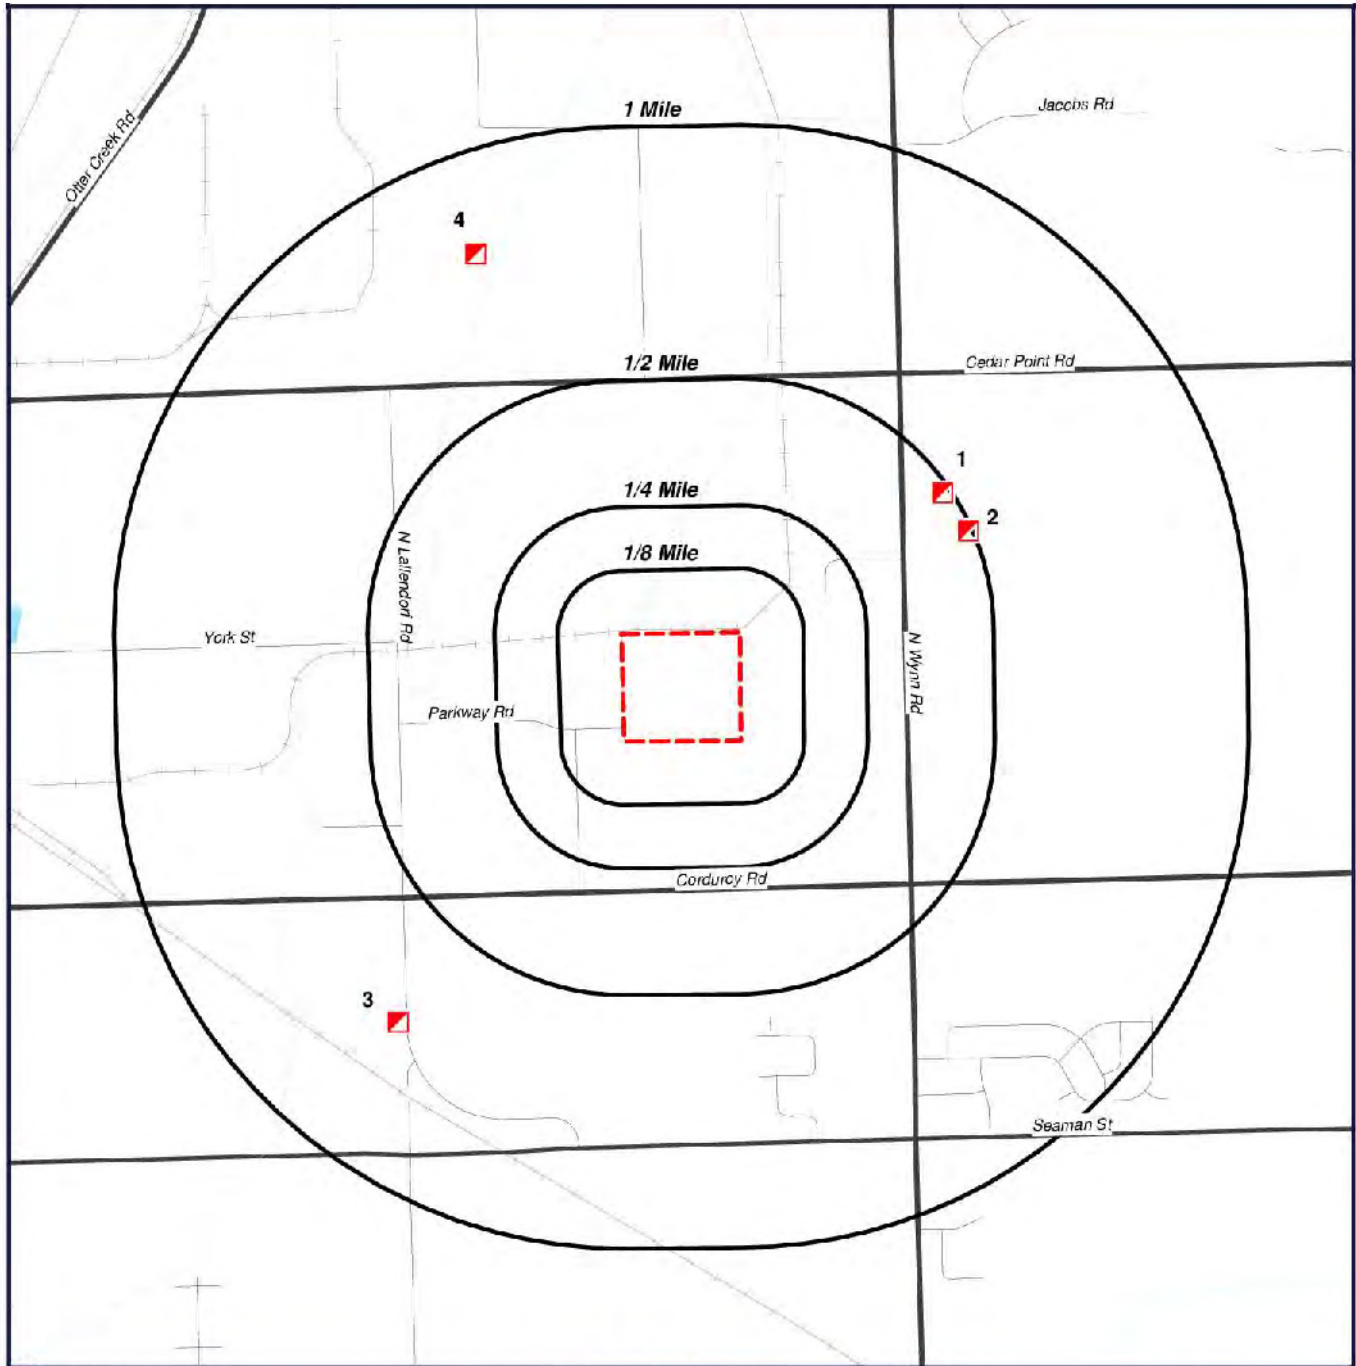 1 Mile
Jacobs Rd
Otter Creek Rd
4
1/2 Mile
Cedar Point Rd
1
1/4 Mile
2
1/8 Mile
N Lallendorf Rd
York St
N Wynn Rd
Parkway Rd
Corduroy Rd
3
Seaman St